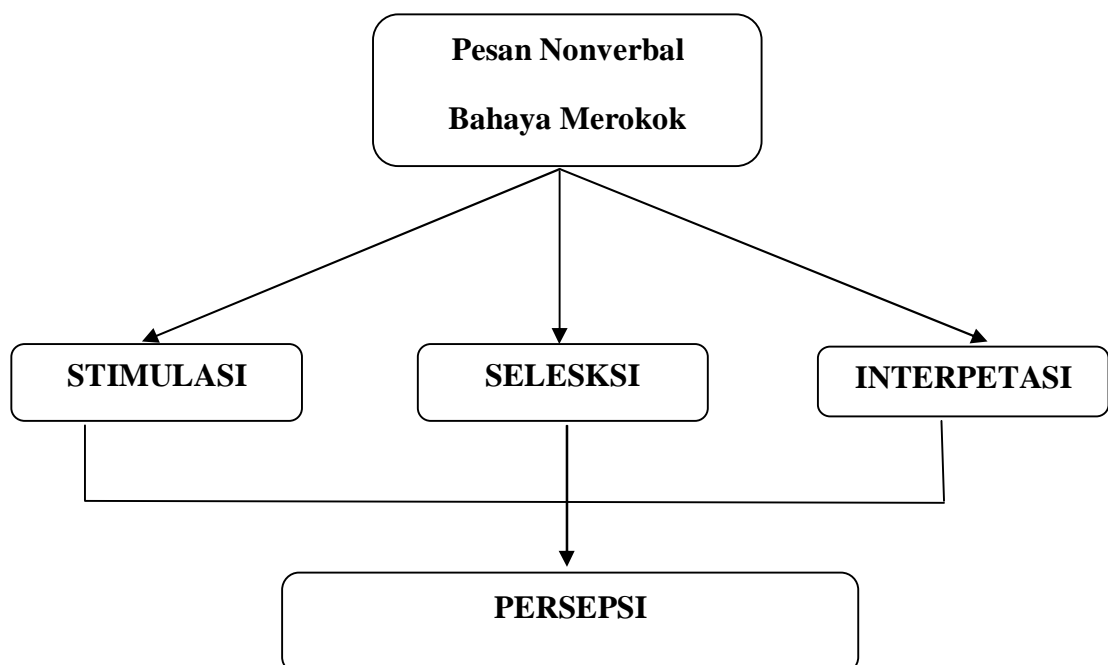 Pesan Nonverbal
Bahaya Merokok
STIMULASI
SELESKSI
INTERPETASI
PERSEPSI